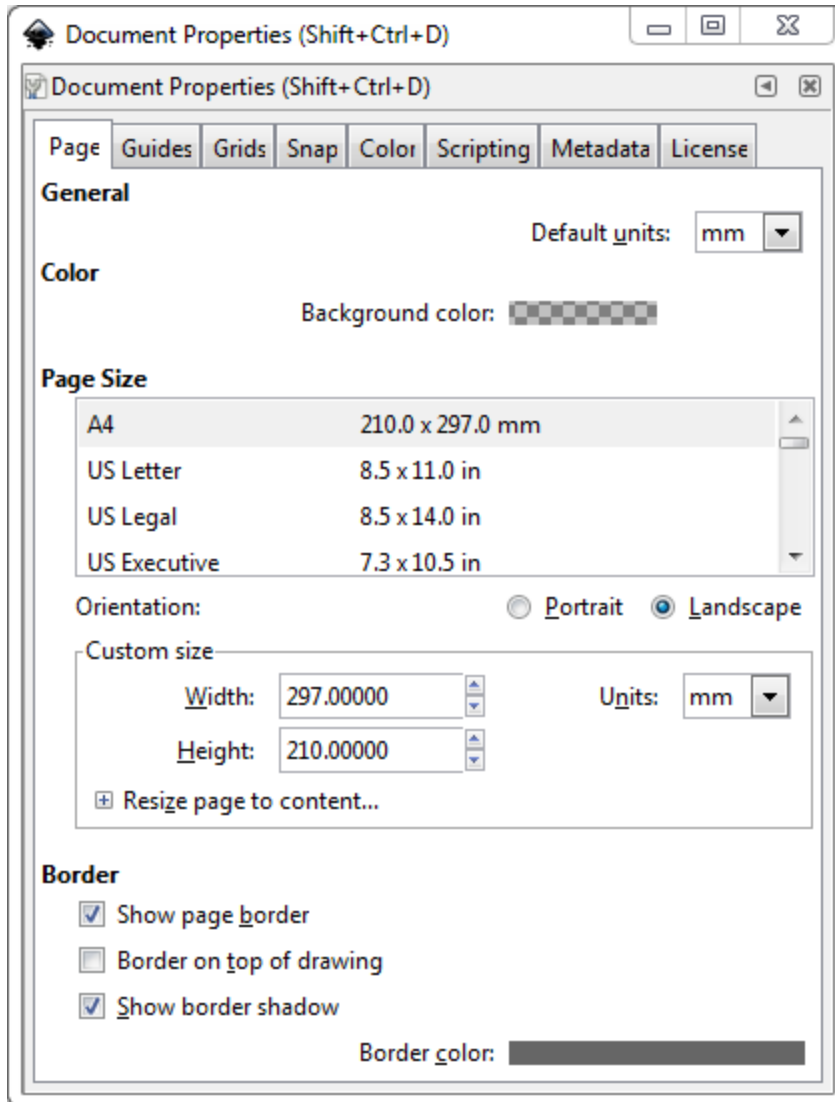 Document Properties (Shift+Ctrl+D)
Document Properties (Shift+Ctrl+D)
Page Guides Grids Snap Color Scripting Metadata License
General
Default units: mm
Color
Background color:
Page Size
A4 210.0 x 297.0 mm
US Letter 8.5 x 11.0 in
US Legal 8.5 x 14.0 in
US Executive 7.3 x 10.5 in
Orientation: Portrait Landscape
Custom size
Width: 297.00000 Units: mm
Height: 210.00000
Resize page to content...
Border
Show page border
Border on top of drawing
Show border shadow
Border color: